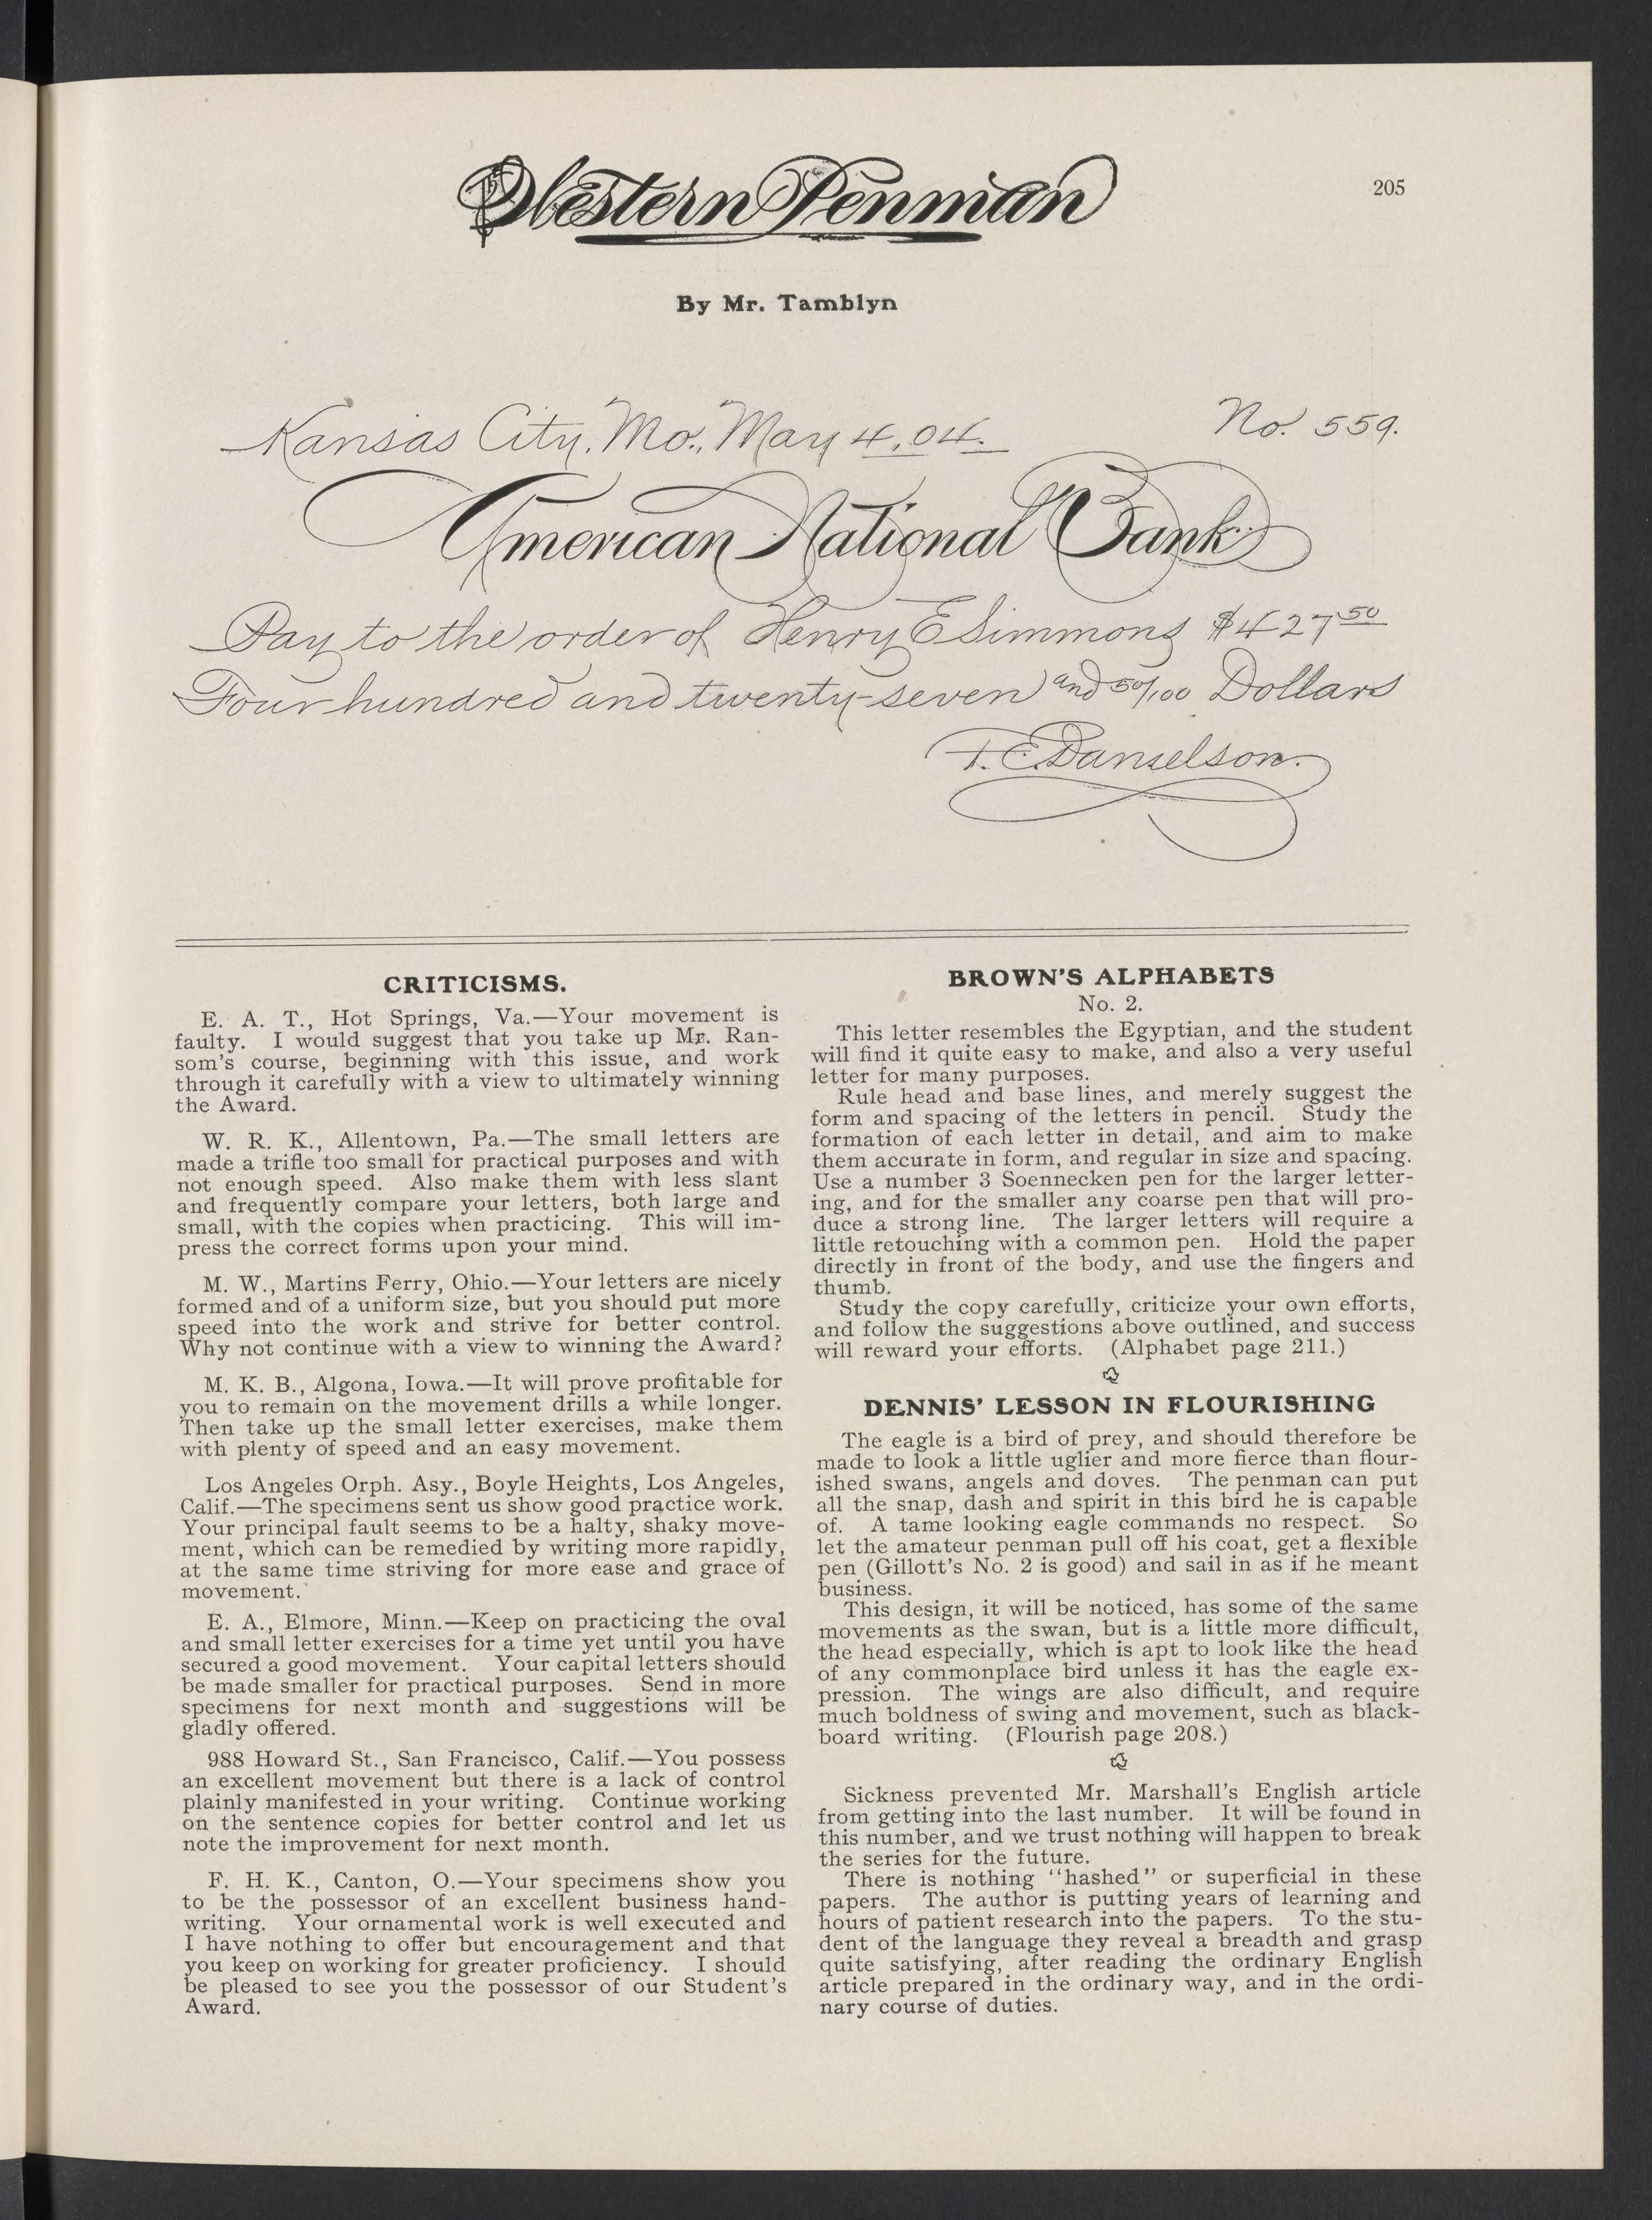 Western Penman
205
By Mr. Tamblyn
Kansas City, Mo., May 4, 04.
No. 559.
American National Bank
Pay to the order of Henry E Simmons $427 50
Four hundred and twenty-seven and 50/100 Dollars
F. E. Danielson.
CRITICISMS.
E. A. T., Hot Springs, Va.—Your movement is
faulty. I would suggest that you take up Mr. Ran-
som's course, beginning with this issue, and work
through it carefully with a view to ultimately winning
the Award.
W. R. K., Allentown, Pa.—The small letters are
made a trifle too small for practical purposes and with
not enough speed. Also make them with less slant
and frequently compare your letters, both large and
small, with the copies when practicing. This will im-
press the correct forms upon your mind.
M. W., Martins Ferry, Ohio.—Your letters are nicely
formed and of a uniform size, but you should put more
speed into the work and strive for better control.
Why not continue with a view to winning the Award?
M. K. B., Algona, Iowa.—It will prove profitable for
you to remain on the movement drills a while longer.
Then take up the small letter exercises, make them
with plenty of speed and an easy movement.
Los Angeles Orph. Asy., Boyle Heights, Los Angeles,
Calif.—The specimens sent us show good practice work.
Your principal fault seems to be a halty, shaky move-
ment, which can be remedied by writing more rapidly,
at the same time striving for more ease and grace of
movement.
E. A., Elmore, Minn.—Keep on practicing the oval
and small letter exercises for a time yet until you have
secured a good movement. Your capital letters should
be made smaller for practical purposes. Send in more
specimens for next month and suggestions will be
gladly offered.
988 Howard St., San Francisco, Calif.—You possess
an excellent movement but there is a lack of control
plainly manifested in your writing. Continue working
on the sentence copies for better control and let us
note the improvement for next month.
F. H. K., Canton, O.—Your specimens show you
to be the possessor of an excellent business hand-
writing. Your ornamental work is well executed and
I have nothing to offer but encouragement and that
you keep on working for greater proficiency. I should
be pleased to see you the possessor of our Student's
Award.
BROWN'S ALPHABETS
No. 2.
This letter resembles the Egyptian, and the student
will find it quite easy to make, and also a very useful
letter for many purposes.
Rule head and base lines, and merely suggest the
form and spacing of the letters in pencil. Study the
formation of each letter in detail, and aim to make
them accurate in form, and regular in size and spacing.
Use a number 3 Soennecken pen for the larger letter-
ing, and for the smaller any coarse pen that will pro-
duce a strong line. The larger letters will require a
little retouching with a common pen. Hold the paper
directly in front of the body, and use the fingers and
thumb.
Study the copy carefully, criticize your own efforts,
and follow the suggestions above outlined, and success
will reward your efforts. (Alphabet page 211.)
DENNIS' LESSON IN FLOURISHING
The eagle is a bird of prey, and should therefore be
made to look a little uglier and more fierce than flour-
ished swans, angels and doves. The penman can put
all the snap, dash and spirit in this bird he is capable
of. A tame looking eagle commands no respect. So
let the amateur penman pull off his coat, get a flexible
pen (Gillott's No. 2 is good) and sail in as if he meant
business.
This design, it will be noticed, has some of the same
movements as the swan, but is a little more difficult,
the head especially, which is apt to look like the head
of any commonplace bird unless it has the eagle ex-
pression. The wings are also difficult, and require
much boldness of swing and movement, such as black-
board writing. (Flourish page 208.)
Sickness prevented Mr. Marshall's English article
from getting into the last number. It will be found in
this number, and we trust nothing will happen to break
the series for the future.
There is nothing "hashed" or superficial in these
papers. The author is putting years of learning and
hours of patient research into the papers. To the stu-
dent of the language they reveal a breadth and grasp
quite satisfying, after reading the ordinary English
article prepared in the ordinary way, and in the ordi-
nary course of duties.